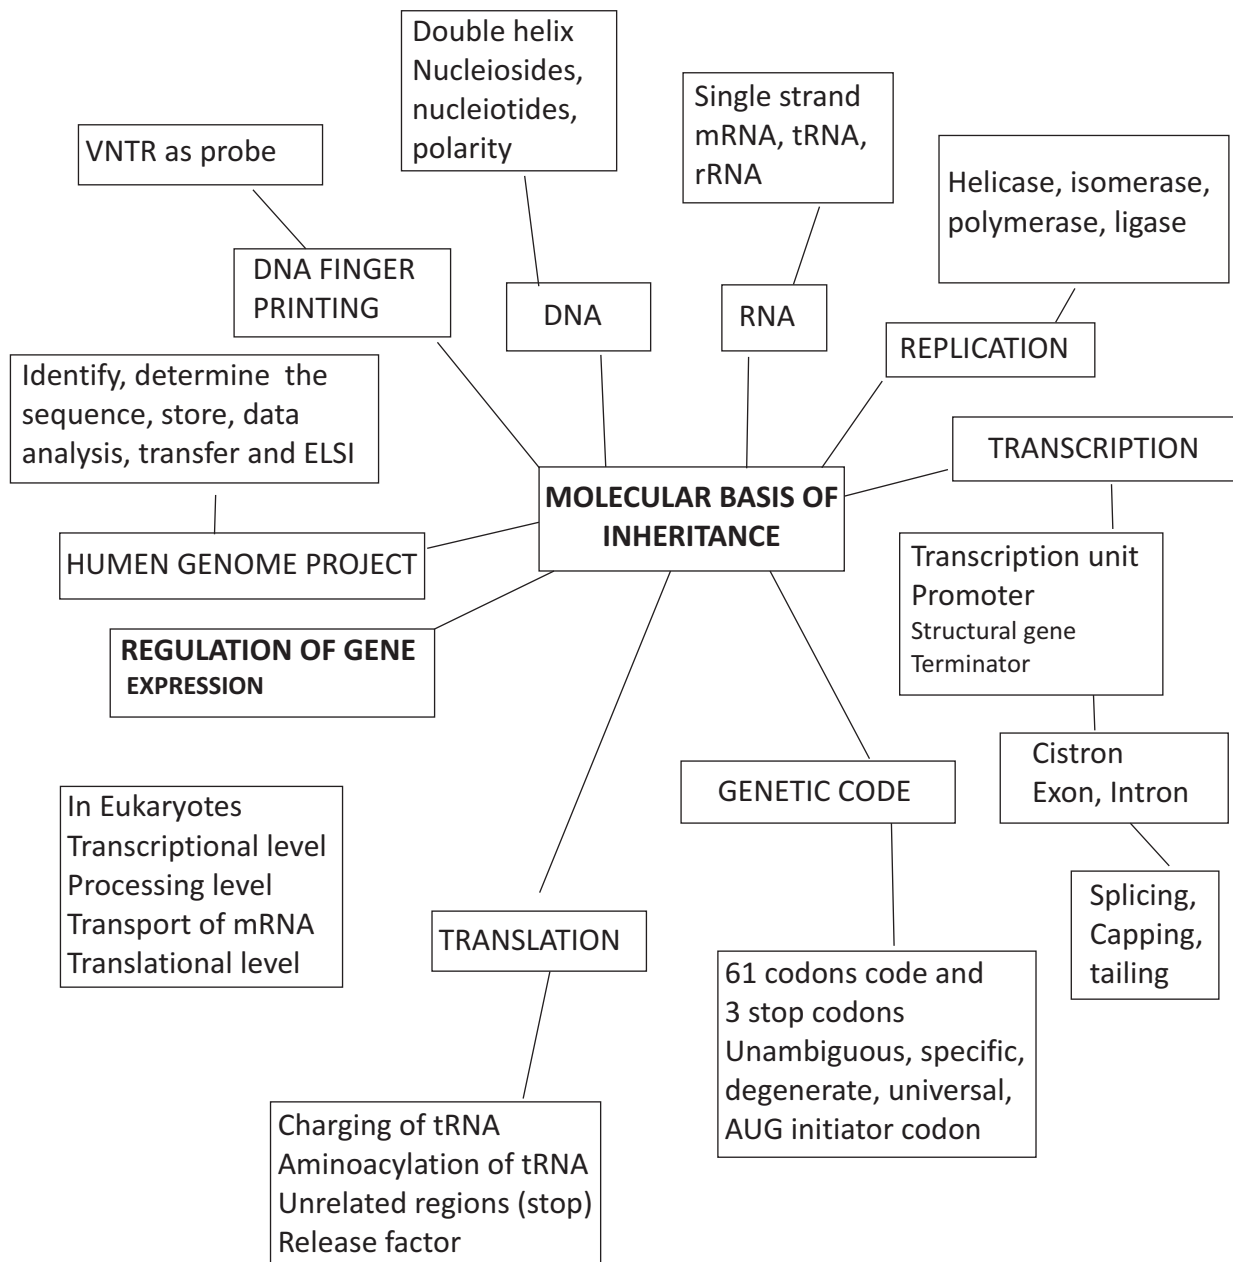 Double helix
Nucleiosides,
nucleiotides,
polarity
Single strand
mRNA, tRNA,
rRNA
VNTR as probe
Helicase, isomerase,
polymerase, ligase
DNA FINGER
PRINTING
DNA
RNA
REPLICATION
Identify, determine the
sequence, store, data
analysis, transfer and ELSI
TRANSCRIPTION
MOLECULAR BASIS OF
INHERITANCE
HUMEN GENOME PROJECT
Transcription unit
Promoter
Structural gene
Terminator
REGULATION OF GENE
EXPRESSION
Cistron
Exon, Intron
GENETIC CODE
In Eukaryotes
Transcriptional level
Processing level
Transport of mRNA
Translational level
Splicing,
Capping,
tailing
TRANSLATION
61 codons code and
3 stop codons
Unambiguous, specific,
degenerate, universal,
AUG initiator codon
Charging of tRNA
Aminoacylation of tRNA
Unrelated regions (stop)
Release factor